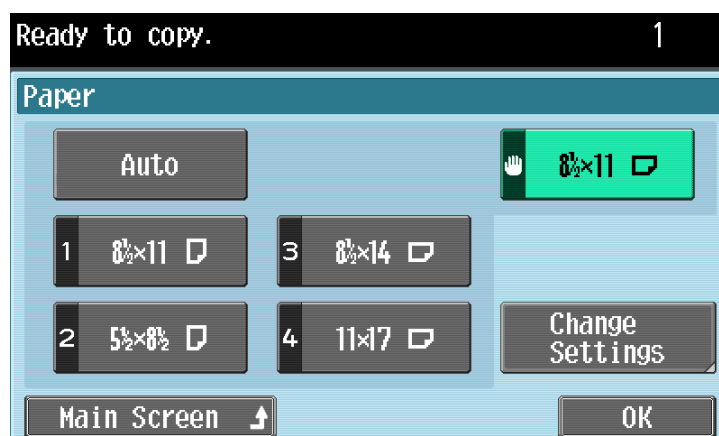 Ready to copy. 1
Paper
Auto
8½×11
1 8½×11
3 8½×14
2 5½×8½
4 11×17
Change
Settings
Main Screen
OK